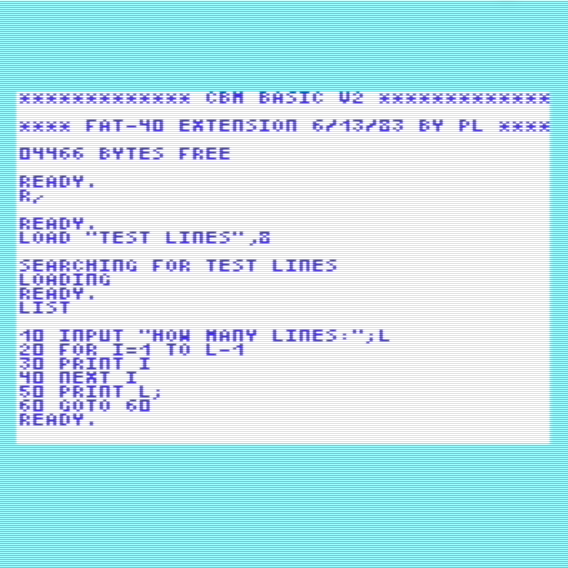 ************* CBM BASIC V2 *************
**** FAT-40 EXTENSION 6/13/83 BY PL ****
04466 BYTES FREE
READY.
R/
READY.
LOAD "TEST LINES",8
SEARCHING FOR TEST LINES
LOADING
READY.
LIST
10 INPUT "HOW MANY LINES:";L
20 FOR I=1 TO L-1
30 PRINT I
40 NEXT I
50 PRINT L;
60 GOTO 60
READY.